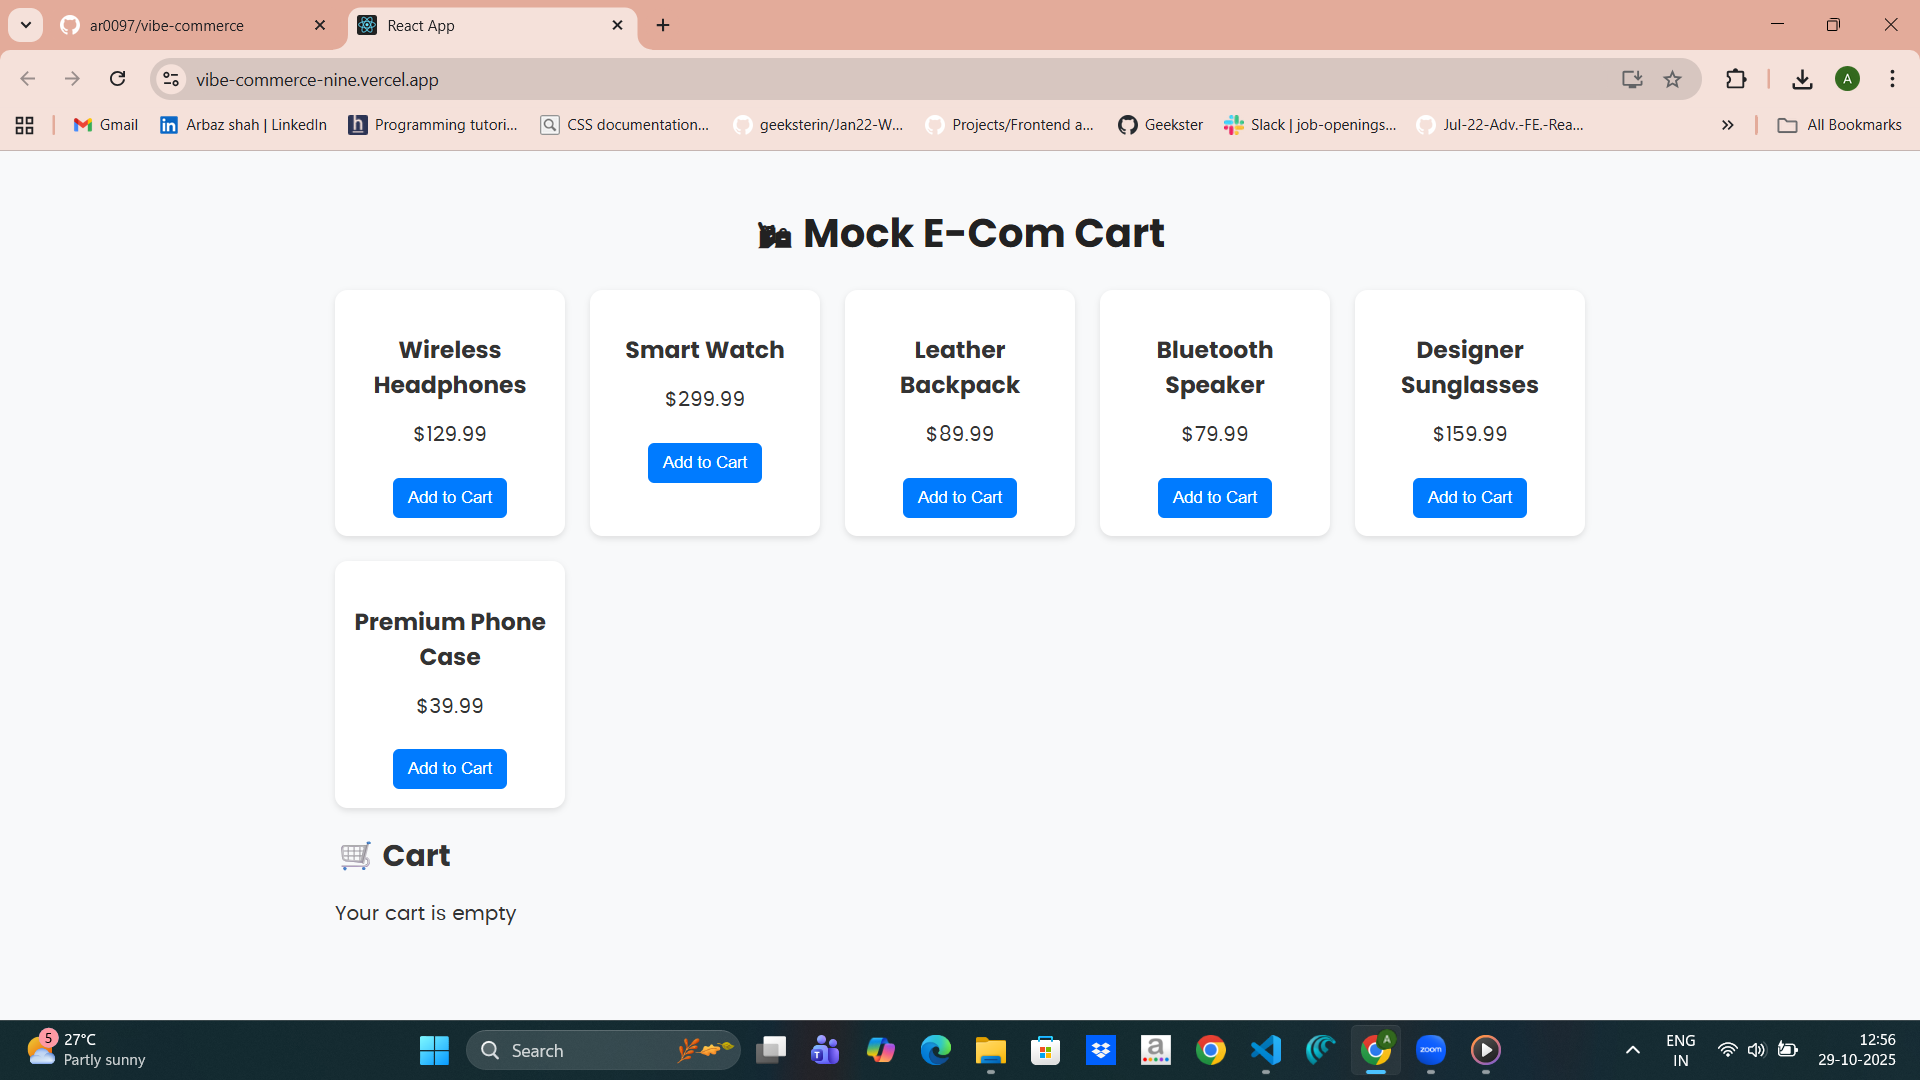 ar0097/vibe-commerce
React App
vibe-commerce-nine.vercel.app
A
Gmail
Arbaz shah | LinkedIn
Programming tutori...
CSS documentation...
geeksterin/Jan22-W...
Projects/Frontend a...
Geekster
Slack | job-openings...
Jul-22-Adv.-FE.-Rea...
All Bookmarks
Mock E-Com Cart
Wireless
Headphones
$129.99
Add to Cart
Smart Watch
$299.99
Add to Cart
Leather
Backpack
$89.99
Add to Cart
Bluetooth
Speaker
$79.99
Add to Cart
Designer
Sunglasses
$159.99
Add to Cart
Premium Phone
Case
$39.99
Add to Cart
Cart
Your cart is empty
5
27°C
Partly sunny
Search
zoom
A
ENG
IN
12:56
29-10-2025